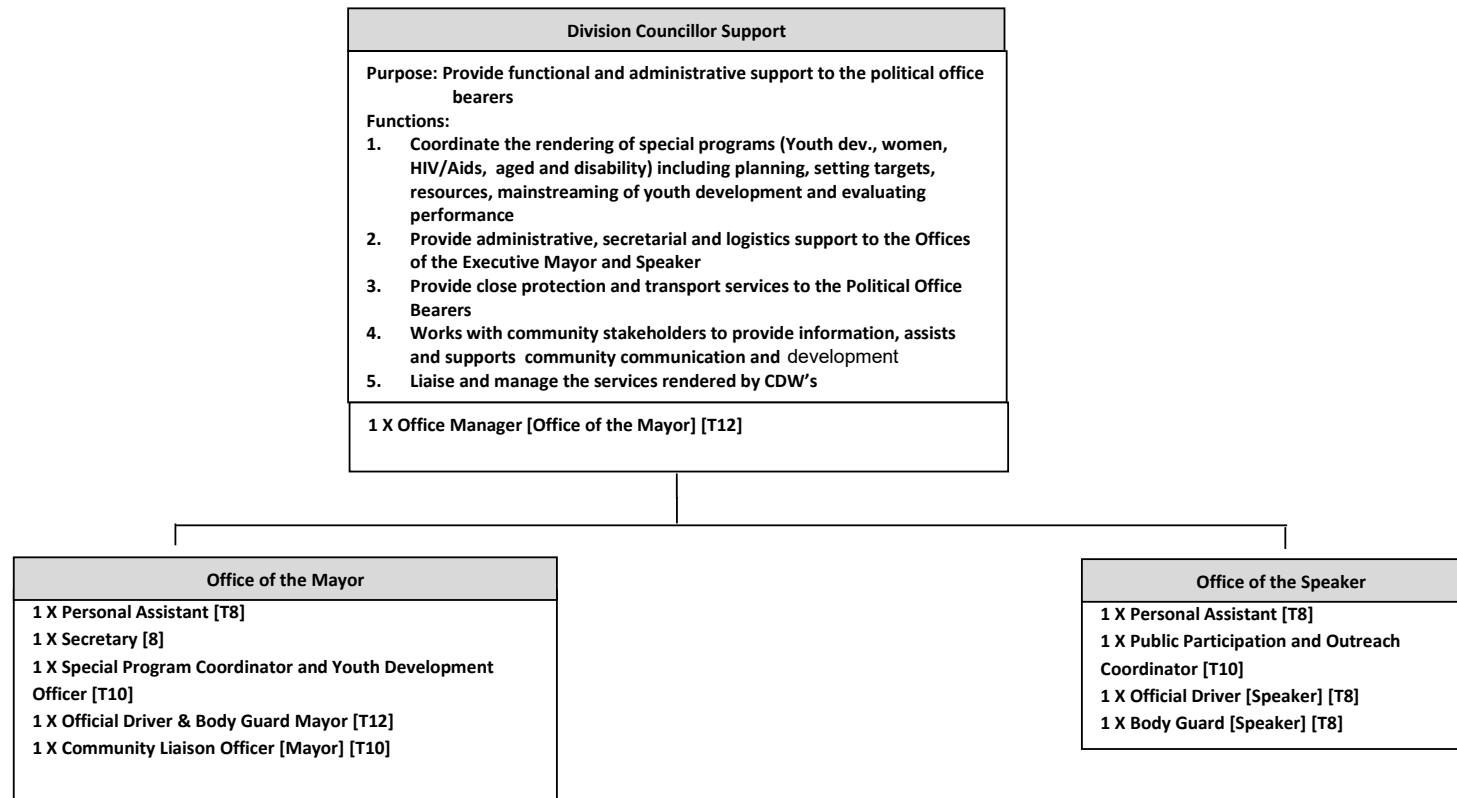 Division Councillor Support
Purpose: Provide functional and administrative support to the political office
bearers
Functions:
1. Coordinate the rendering of special programs (Youth dev., women,
HIV/Aids, aged and disability) including planning, setting targets,
resources, mainstreaming of youth development and evaluating
performance
2. Provide administrative, secretarial and logistics support to the Offices
of the Executive Mayor and Speaker
3. Provide close protection and transport services to the Political Office
Bearers
4. Works with community stakeholders to provide information, assists
and supports community communication and development
5. Liaise and manage the services rendered by CDW's
1 X Office Manager [Office of the Mayor] [T12]
Office of the Mayor
1 X Personal Assistant [T8]
1 X Secretary [8]
1 X Special Program Coordinator and Youth Development
Officer [T10]
1 X Official Driver & Body Guard Mayor [T12]
1 X Community Liaison Officer [Mayor] [T10]
Office of the Speaker
1 X Personal Assistant [T8]
1 X Public Participation and Outreach
Coordinator [T10]
1 X Official Driver [Speaker] [T8]
1 X Body Guard [Speaker] [T8]